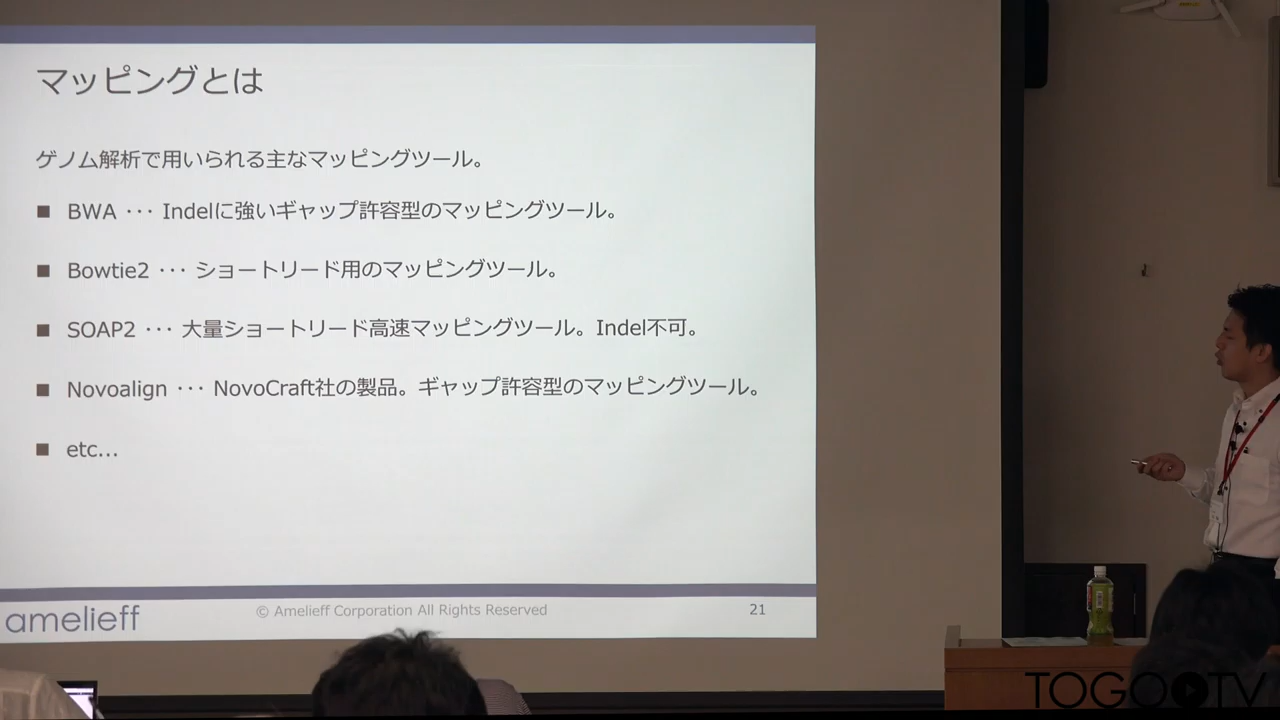 マッピングとは
ゲノム解析で用いられる主なマッピングツール。
■ BWA ･･･ Indelに強いギャップ許容型のマッピングツール。
■ Bowtie2 ･･･ ショートリード用のマッピングツール。
■ SOAP2 ･･･ 大量ショートリード高速マッピングツール。Indel不可。
■ Novoalign ･･･ NovoCraft社の製品。ギャップ許容型のマッピングツール。
■ etc...
amelieff
© Amelieff Corporation All Rights Reserved
21
TOGO TV